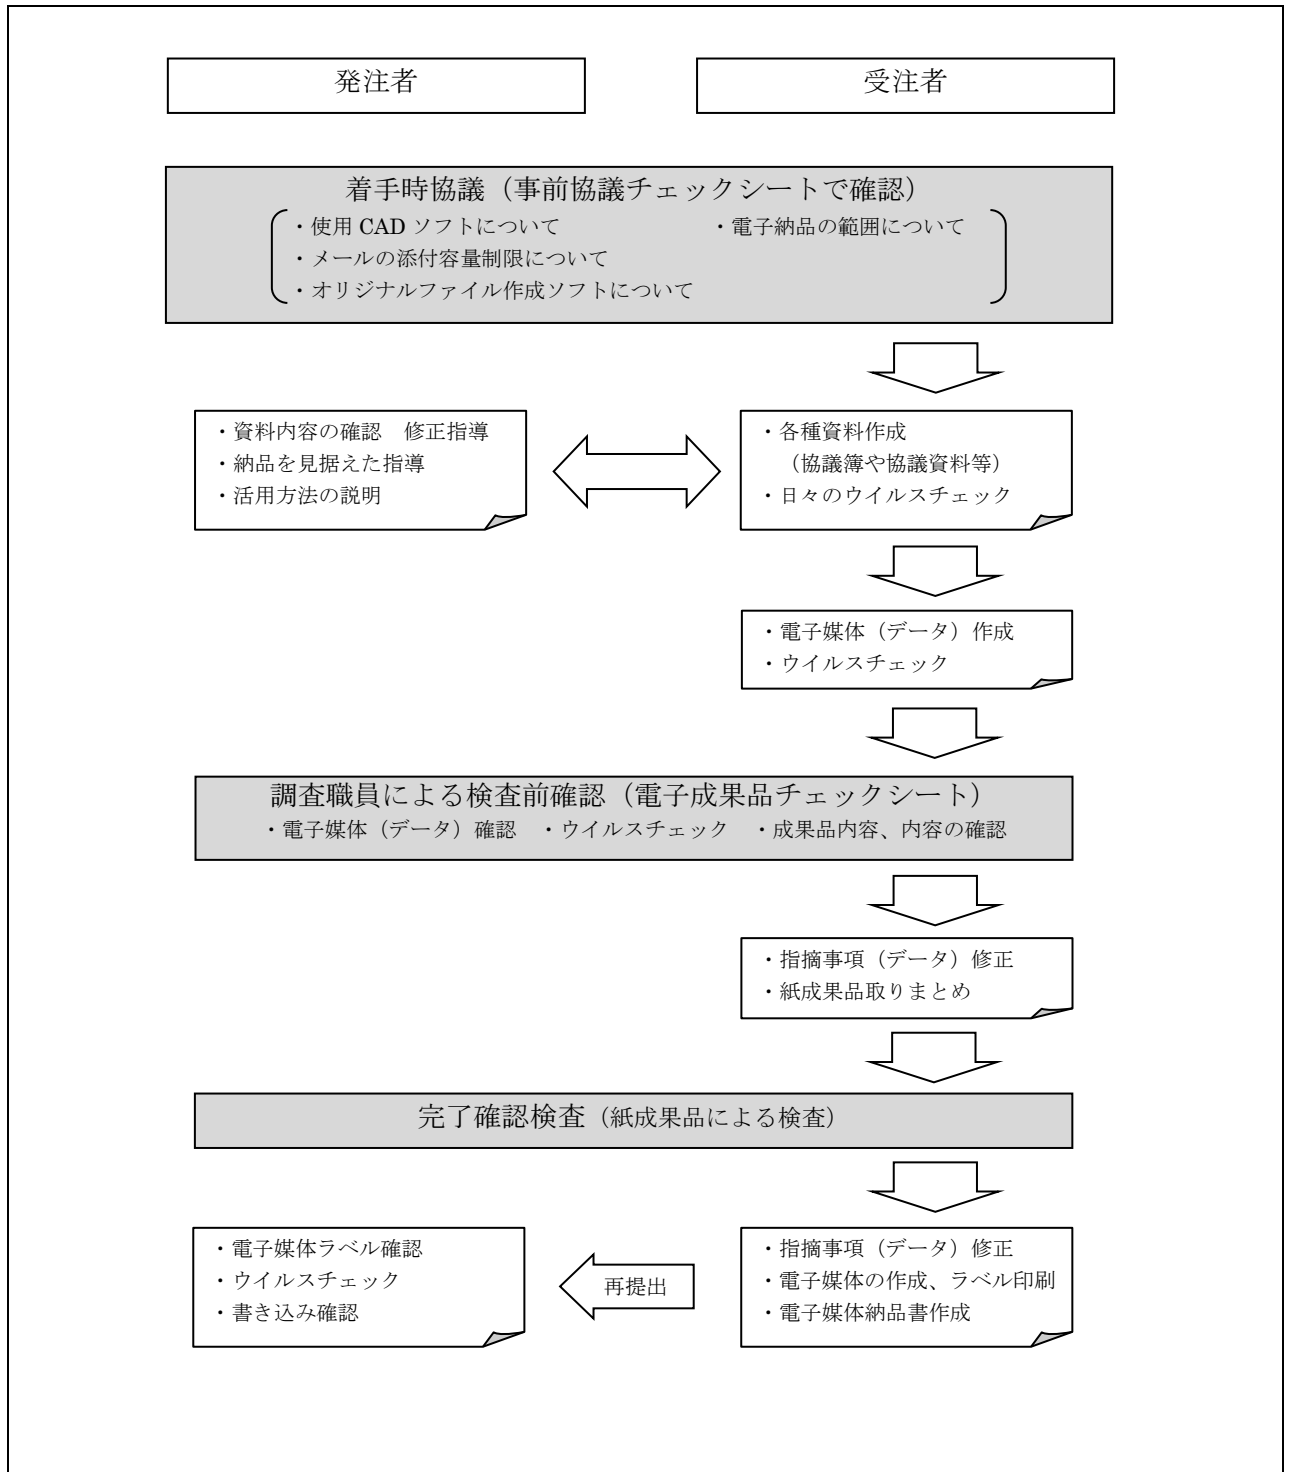 発注者
受注者
着手時協議（事前協議チェックシートで確認）
・使用 CAD ソフトについて
・電子納品の範囲について
・メールの添付容量制限について
・オリジナルファイル作成ソフトについて
・資料内容の確認　修正指導
・納品を見据えた指導
・活用方法の説明
・各種資料作成
（協議簿や協議資料等）
・日々のウイルスチェック
・電子媒体（データ）作成
・ウイルスチェック
調査職員による検査前確認（電子成果品チェックシート）
・電子媒体（データ）確認　・ウイルスチェック　・成果品内容、内容の確認
・指摘事項（データ）修正
・紙成果品取りまとめ
完了確認検査（紙成果品による検査）
・電子媒体ラベル確認
・ウイルスチェック
・書き込み確認
再提出
・指摘事項（データ）修正
・電子媒体の作成、ラベル印刷
・電子媒体納品書作成